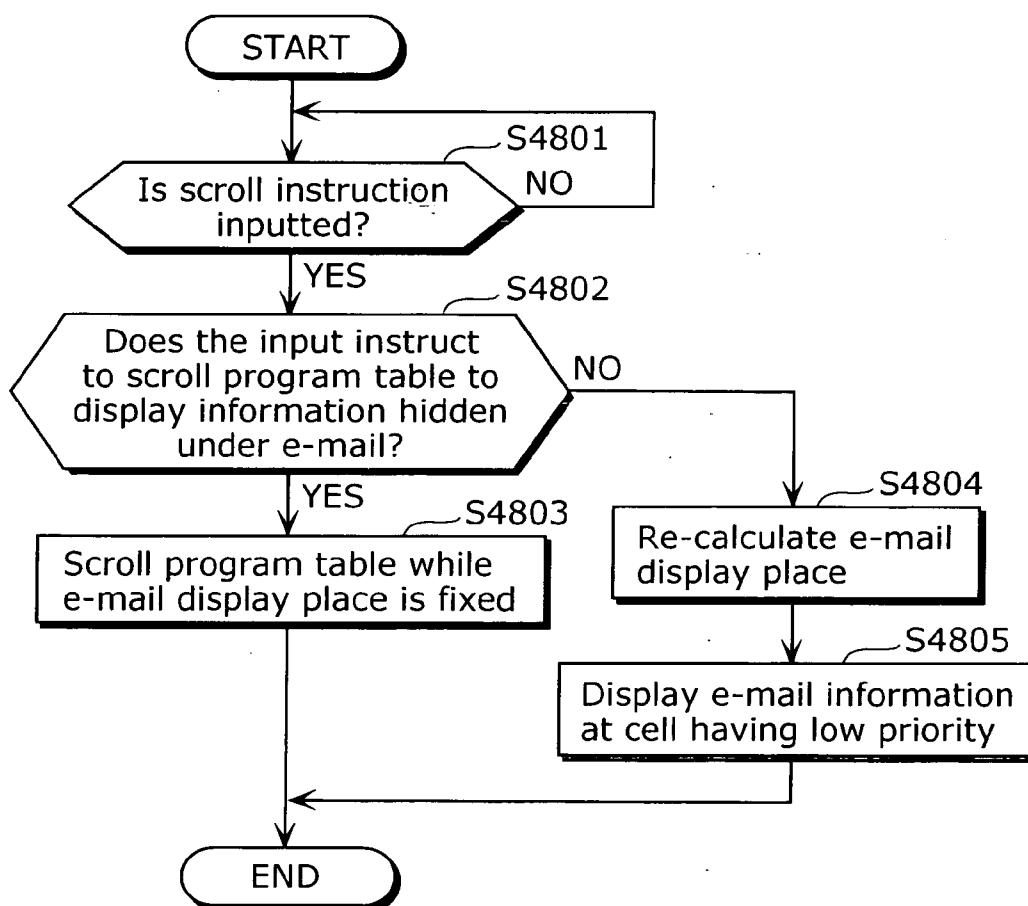 START
S4801
Is scroll instruction
inputted?
NO
YES
S4802
Does the input instruct
to scroll program table to
display information hidden
under e-mail?
NO
YES
S4803
Scroll program table while
e-mail display place is fixed
S4804
Re-calculate e-mail
display place
S4805
Display e-mail information
at cell having low priority
END